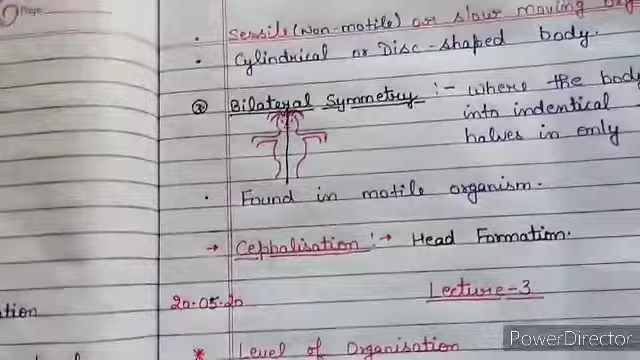 Page
• Sessile (Non-motile) or slow moving
• Cylindrical or Disc-shaped body.
③ Bilateral Symmetry :- where the body
into indentical
halves in only
• Found in motile organism.
→ Cephalisation :→ Head Formation.
20.05.20
Lecture-3
* Level of Organisation
PowerDirector